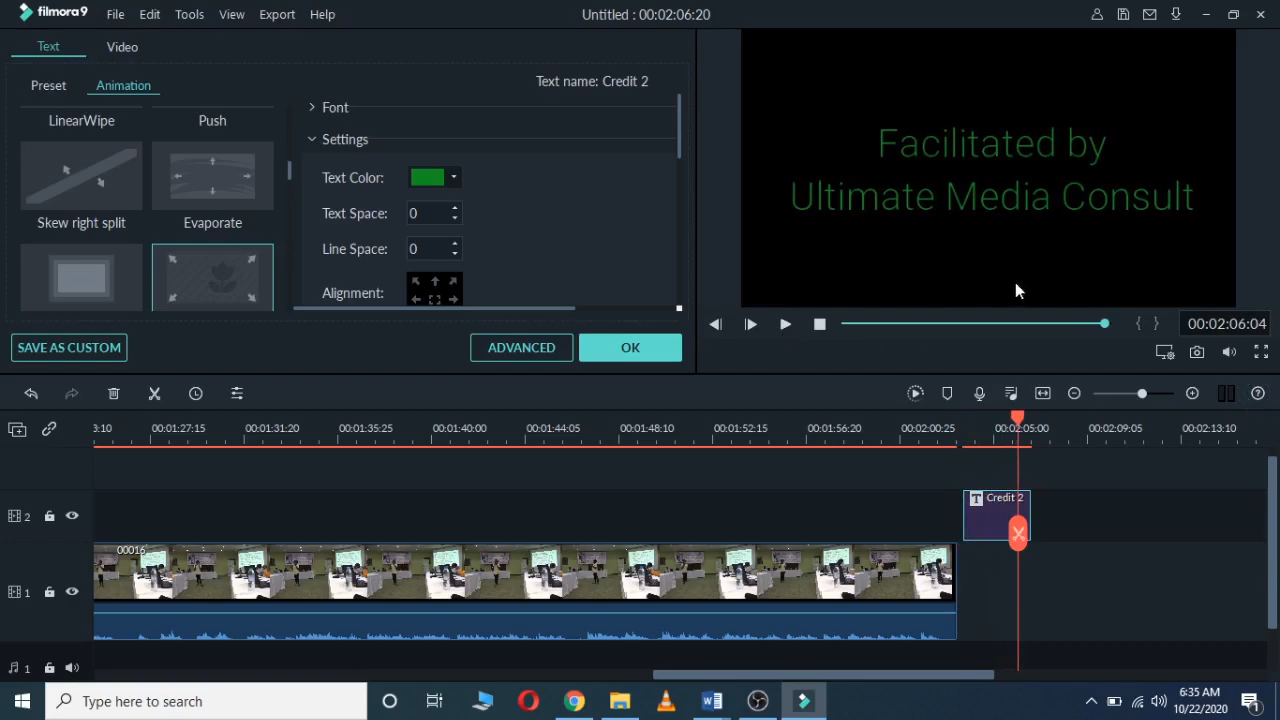 filmora9 File Edit Tools View Export Help Untitled : 00:02:06:20
Text Video
Preset Animation Text name: Credit 2
LinearWipe Push
Font
Settings
Text Color:
Skew right split Evaporate
Text Space: 0
Line Space: 0
Alignment:
SAVE AS CUSTOM ADVANCED OK
Facilitated by
Ultimate Media Consult
{ } 00:02:06:04
3:10 00:01:27:15 00:01:31:20 00:01:35:25 00:01:40:00 00:01:44:05 00:01:48:10 00:01:52:15 00:01:56:20 00:02:00:25 00:02:05:00 00:02:09:05 00:02:13:10
2 T Credit 2
00016
1
1
Type here to search
6:35 AM
10/22/2020
1